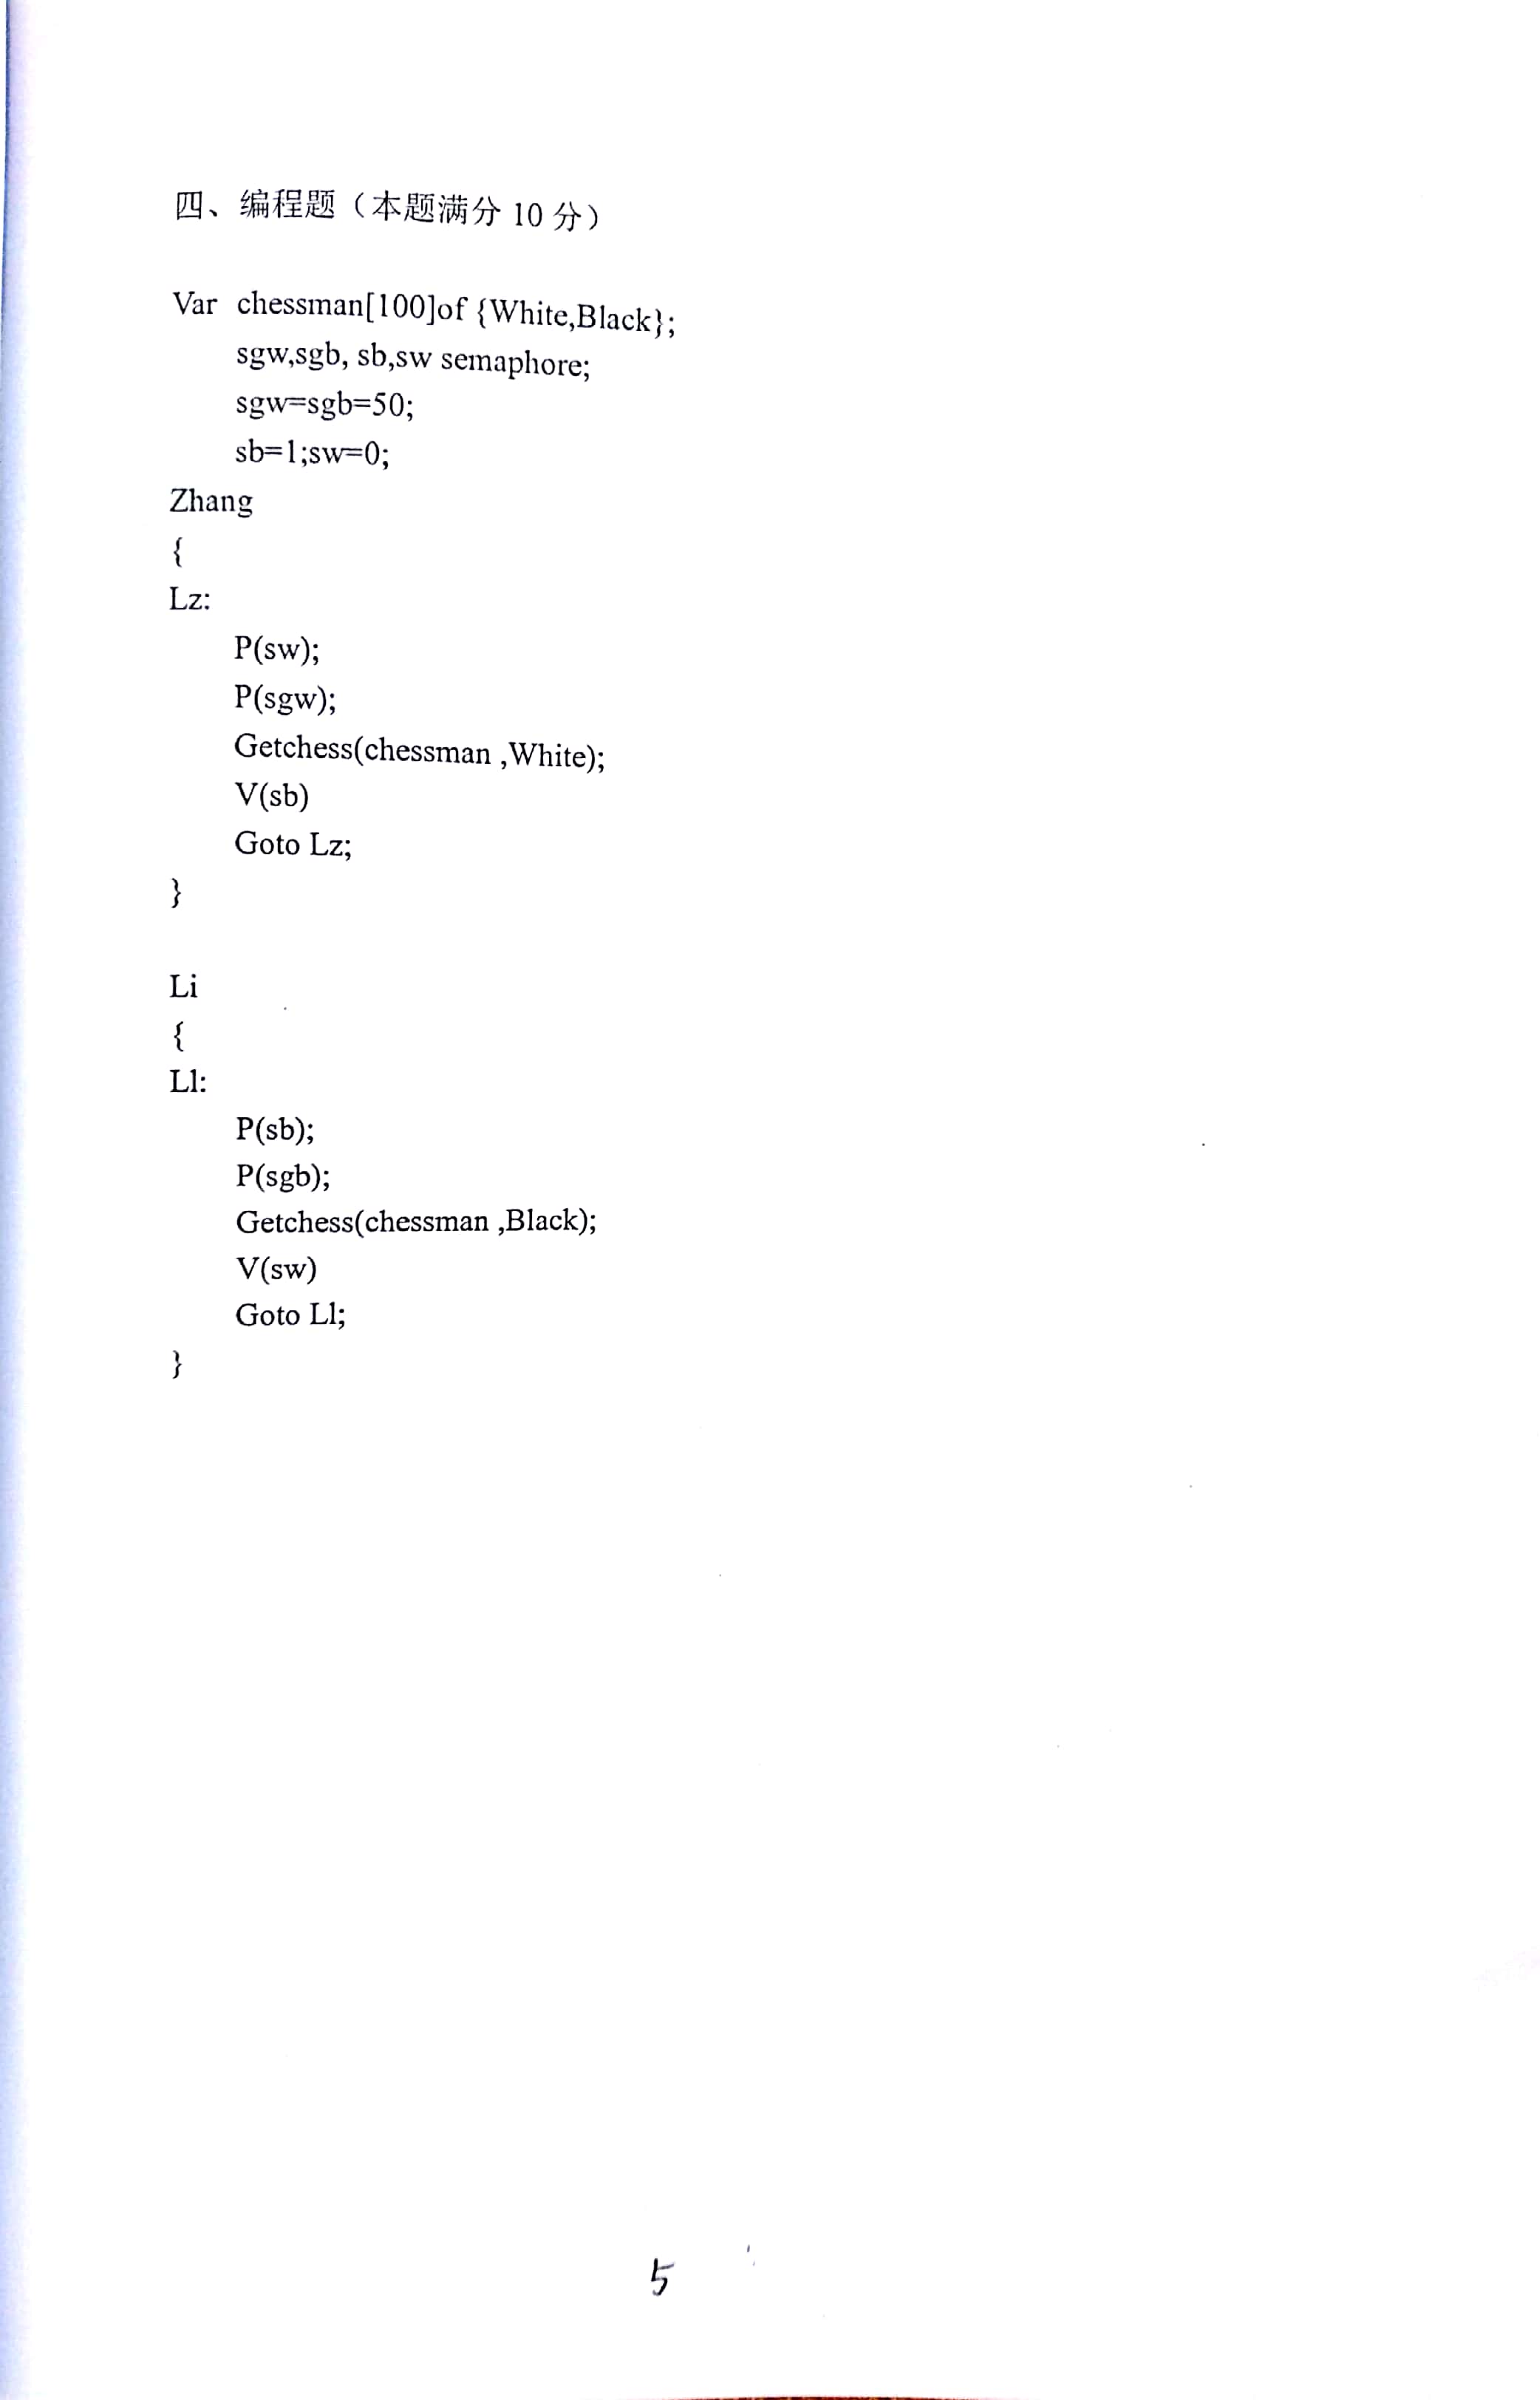 四、编程题（本题满分 10 分）
Var chessman[100]of {White,Black};
sgw,sgb, sb,sw semaphore;
sgw=sgb=50;
sb=1;sw=0;
Zhang
{
Lz:
P(sw);
P(sgw);
Getchess(chessman ,White);
V(sb)
Goto Lz;
}
Li
{
Ll:
P(sb);
P(sgb);
Getchess(chessman ,Black);
V(sw)
Goto Ll;
}
5